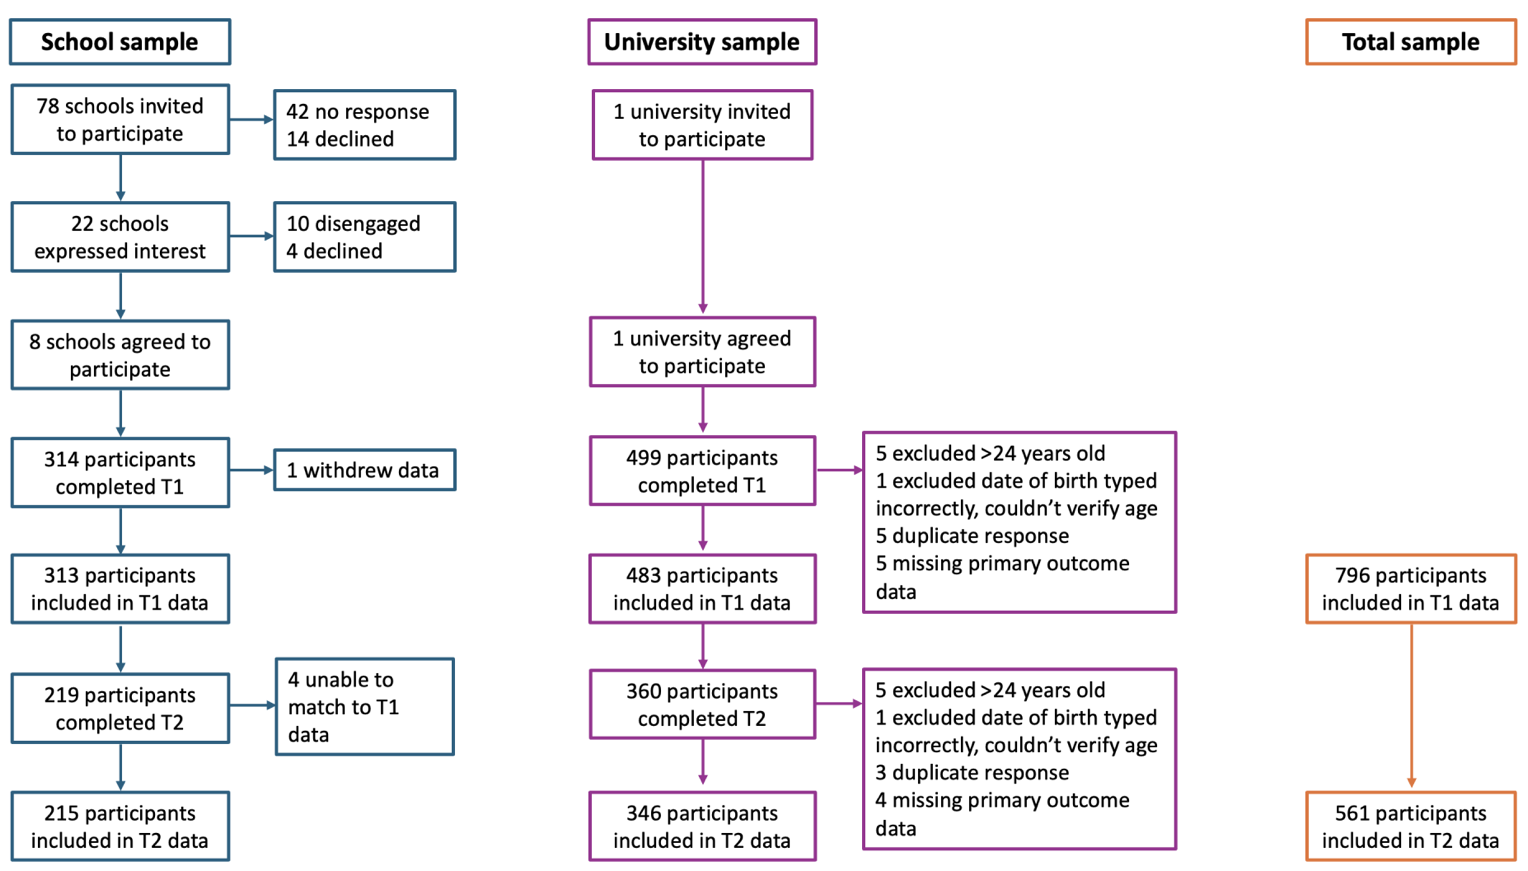 School sample
78 schools invited
to participate
42 no response
14 declined
22 schools
expressed interest
10 disengaged
4 declined
8 schools agreed to
participate
314 participants
completed T1
1 withdrew data
313 participants
included in T1 data
219 participants
completed T2
4 unable to
match to T1
data
215 participants
included in T2 data
University sample
1 university invited
to participate
1 university agreed
to participate
499 participants
completed T1
5 excluded >24 years old
1 excluded date of birth typed
incorrectly, couldn’t verify age
5 duplicate response
5 missing primary outcome
data
483 participants
included in T1 data
360 participants
completed T2
5 excluded >24 years old
1 excluded date of birth typed
incorrectly, couldn’t verify age
3 duplicate response
4 missing primary outcome
data
346 participants
included in T2 data
Total sample
796 participants
included in T1 data
561 participants
included in T2 data